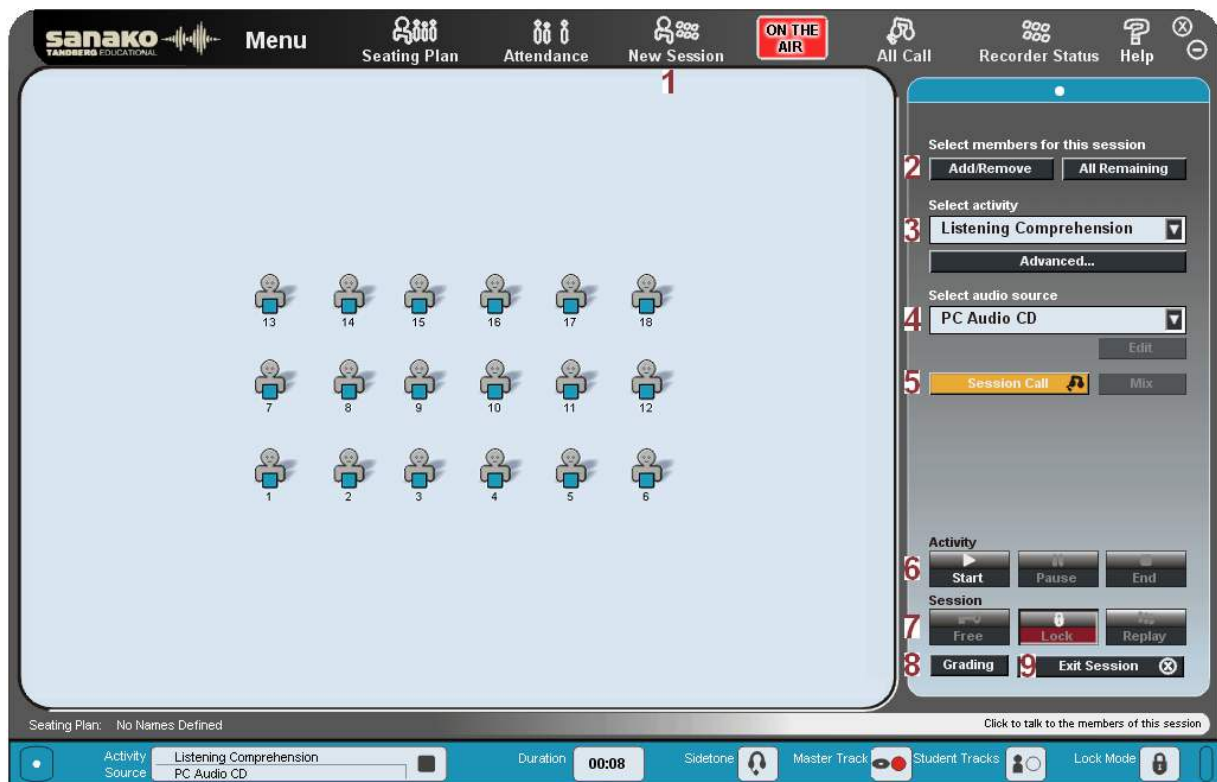 sanako
TANDBERG EDUCATIONAL
Menu
Seating Plan
Attendance
New Session
ON THE
AIR
All Call
Recorder Status
Help
1
Select members for this session
2 Add/Remove All Remaining
Select activity
3 Listening Comprehension
Advanced...
Select audio source
4 PC Audio CD
Edit
5 Session Call Mix
13 14 15 16 17 18
7 8 9 10 11 12
1 2 3 4 5 6
Activity
6 Start Pause End
Session
7 Free Lock Replay
8 Grading 9 Exit Session
Seating Plan: No Names Defined
Click to talk to the members of this session
Activity Listening Comprehension
Source PC Audio CD
Duration 00:08
Sidetone
Master Track
Student Tracks
Lock Mode